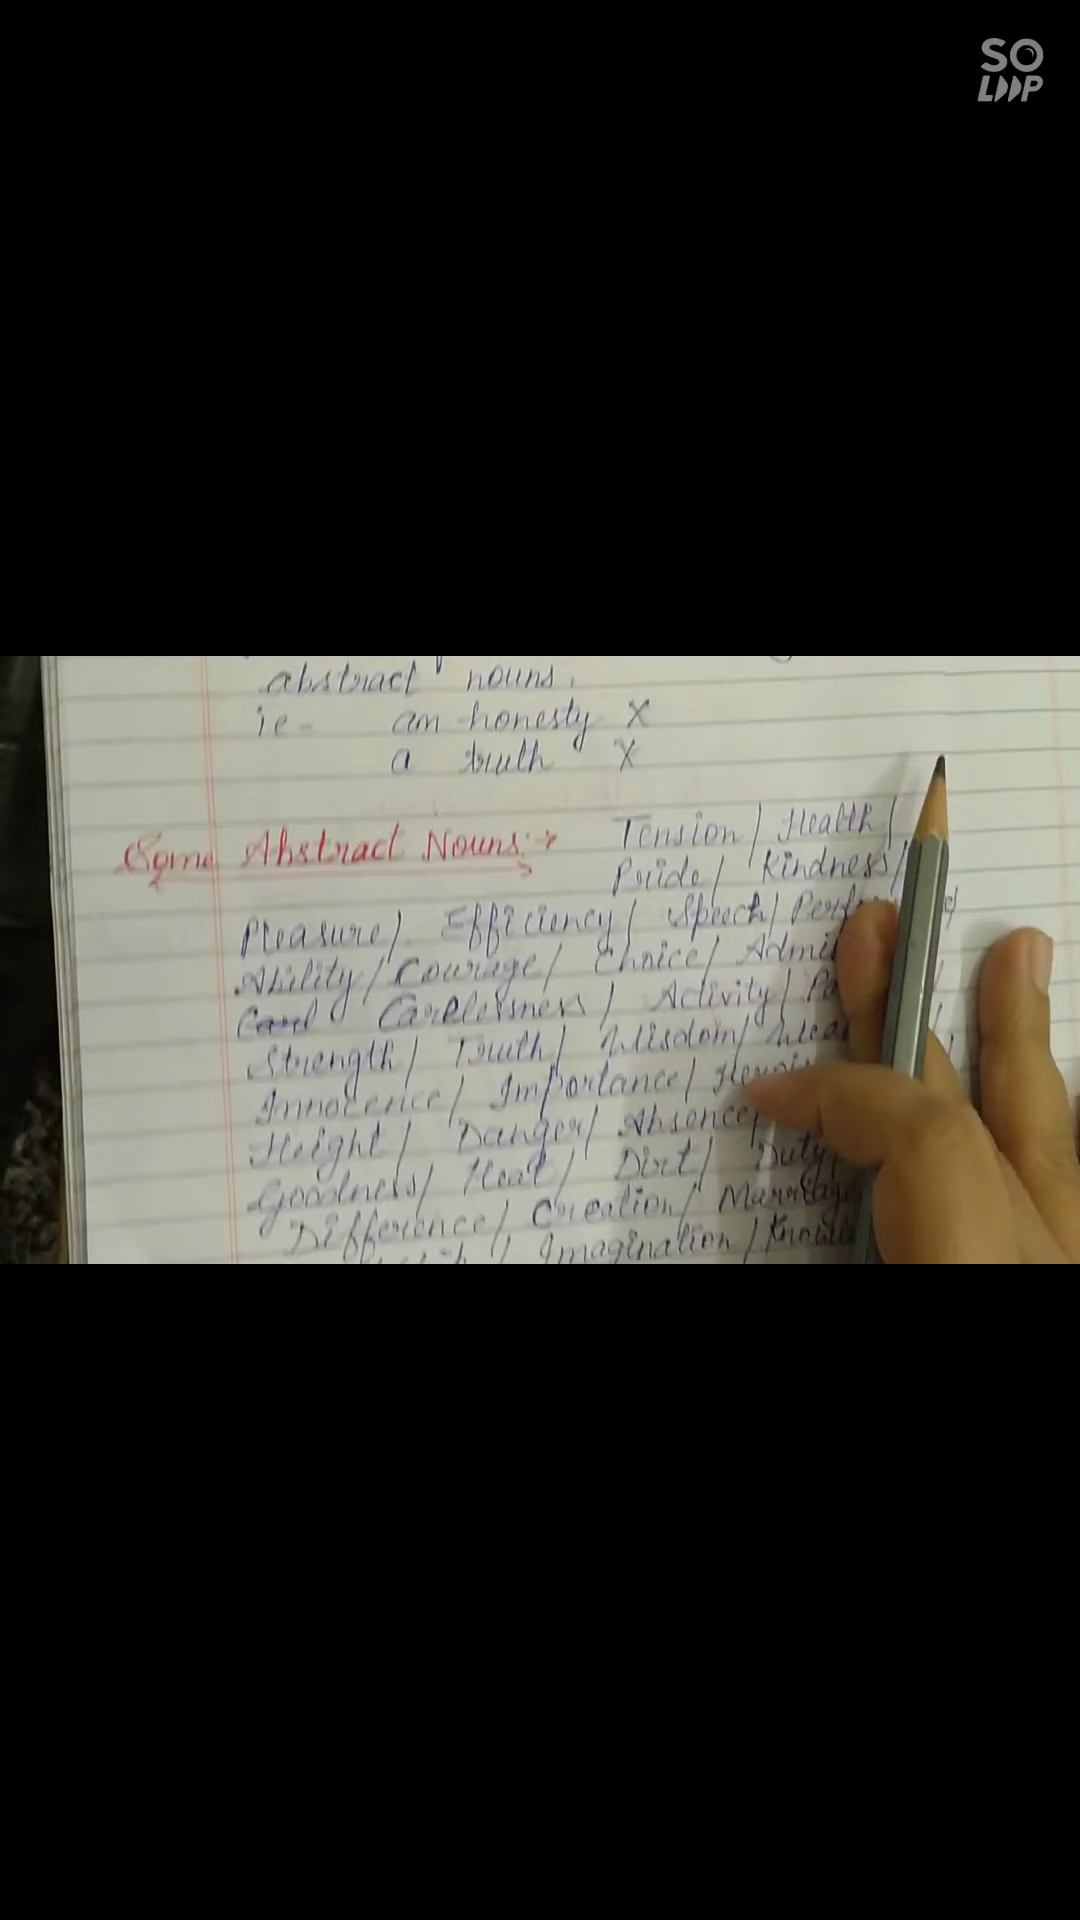 SO
LOOP
abstract nouns.
ie- an honesty X
a truth X
Some Abstract Nouns:→ Tension / Health /
Pride / Kindness /
Pleasure / Efficiency / Speech /
Ability / Courage / Choice /
Carelessness / Activity /
Strength / Truth / Wisdom /
Innocence / Importance /
Height / Danger / Absence /
Goodness / Heat / Dirt / Duty
Difference / Creation / Marriage
Imagination /